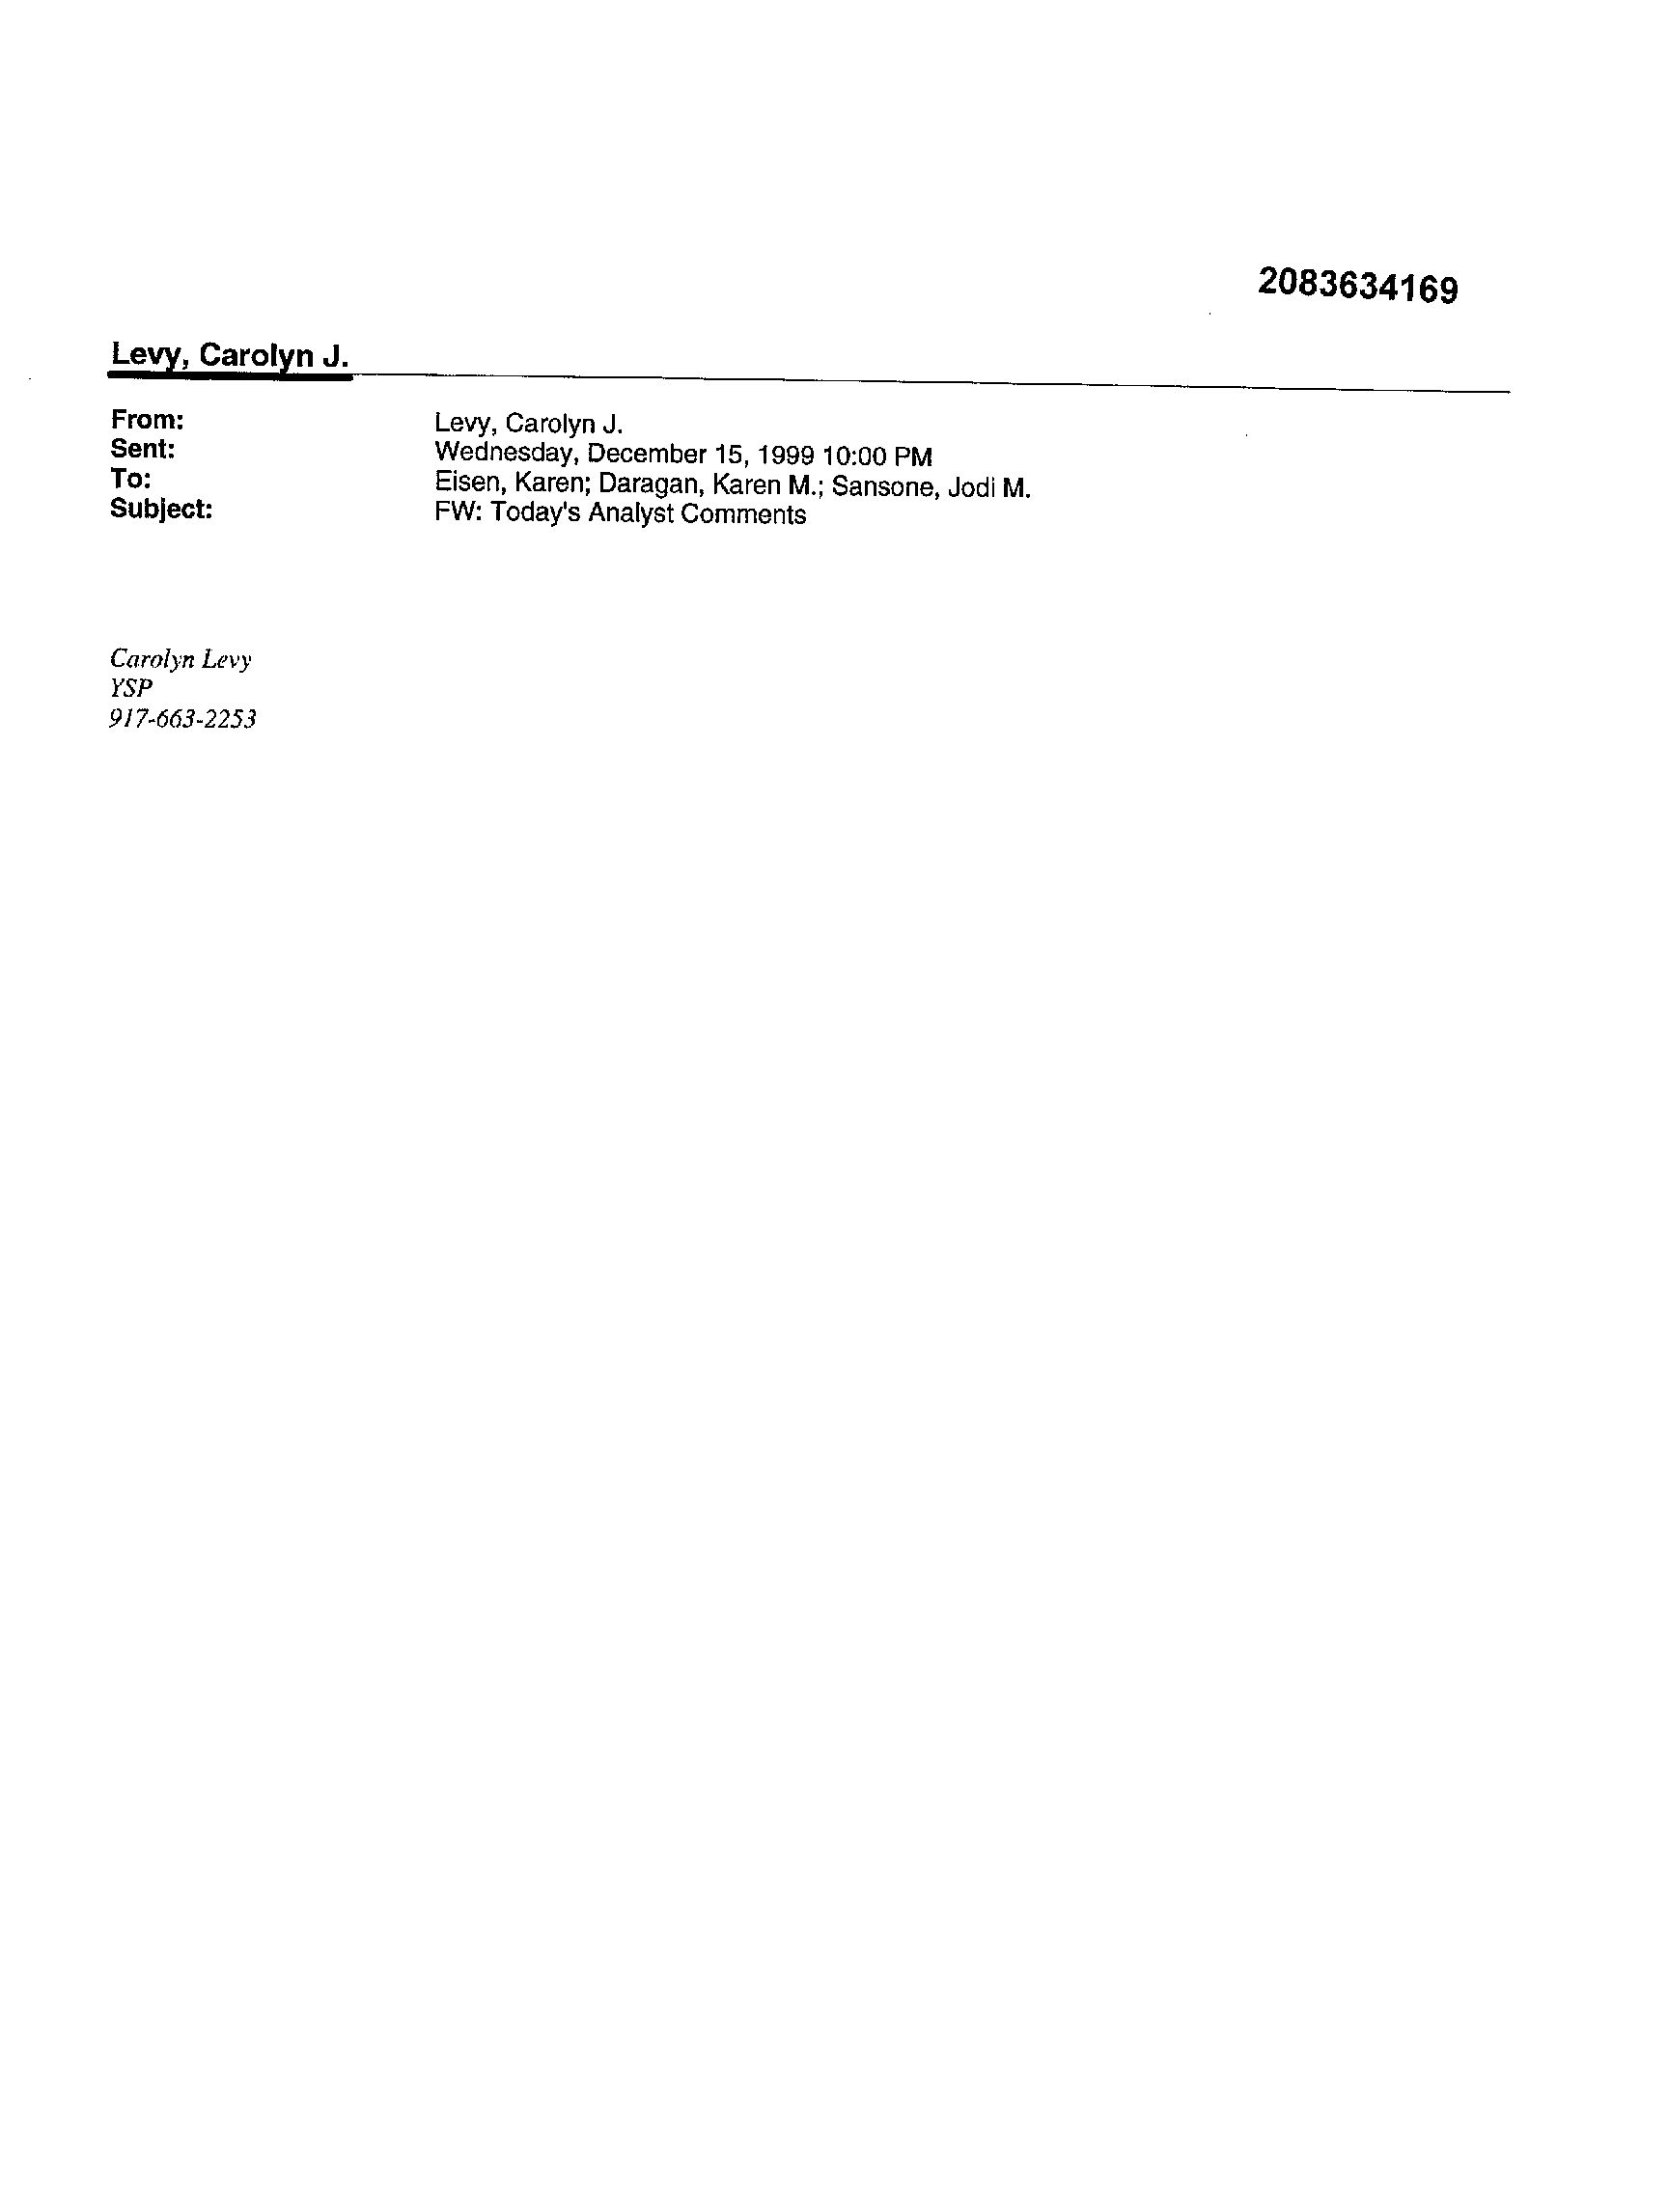 2083634169
Levy, Carolyn J.
From: Levy, Carolyn J.
Sent: Wednesday, December 15, 1999 10:00 PM
To: Eisen, Karen; Daragan, Karen M.; Sansone, Jodi M.
Subject: FW: Today's Analyst Comments
Carolyn Levy
YSP
917-663-2253